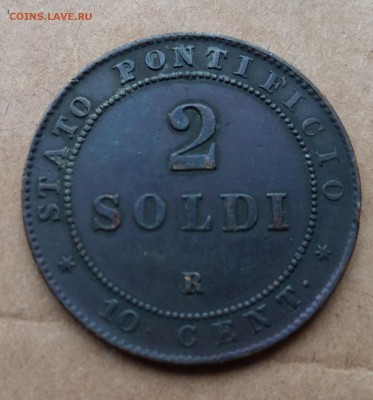 COINS.LAVE.RU
STATO PONTIFICIO
2
SOLDI
R
* 10 · CENT · *